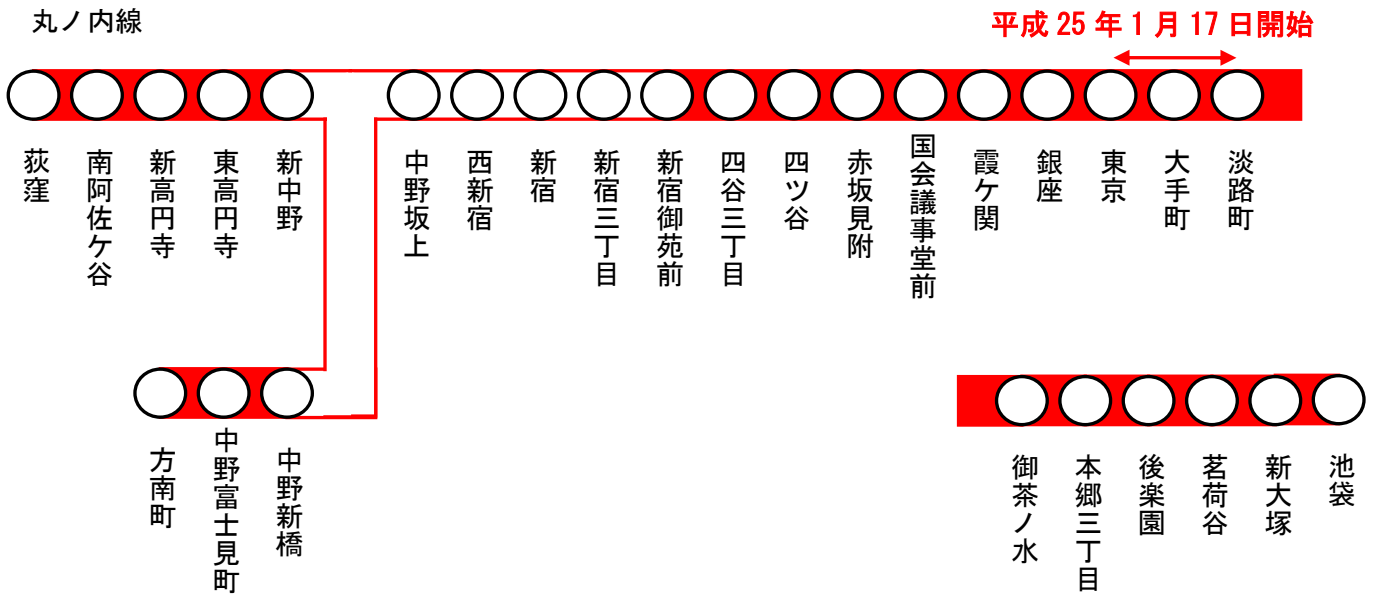 丸ノ内線
平成 25 年 1 月 17 日開始
荻窪
南阿佐ケ谷
新高円寺
東高円寺
新中野
中野坂上
西新宿
新宿
新宿三丁目
新宿御苑前
四谷三丁目
四ツ谷
赤坂見附
国会議事堂前
霞ケ関
銀座
東京
大手町
淡路町
方南町
中野富士見町
中野新橋
御茶ノ水
本郷三丁目
後楽園
茗荷谷
新大塚
池袋